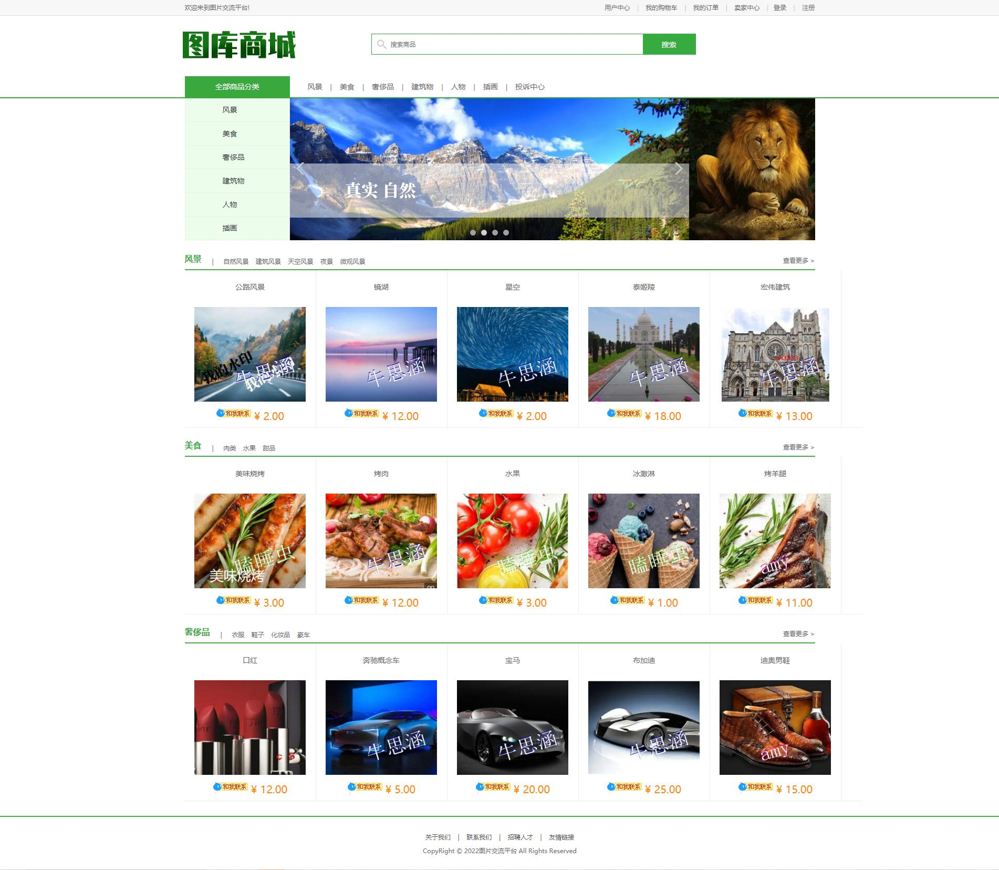 欢迎来到图片交流平台!
用户中心 | 我的购物车 | 我的订单 | 卖家中心 | 登录 | 注册
图库商城
搜索商品
搜索
全部商品分类
风景 | 美食 | 奢侈品 | 建筑物 | 人物 | 插画 | 投诉中心
风景
美食
奢侈品
建筑物
人物
插画
真实 自然
风景 | 自然风景 建筑风景 天空风景 夜景 微观风景
查看更多 >
公路风景
镜湖
星空
泰姬陵
宏伟建筑
我的水印
牛思涵
牛思涵
牛思涵
牛思涵
牛思涵
和我联系 ¥ 2.00
和我联系 ¥ 12.00
和我联系 ¥ 2.00
和我联系 ¥ 18.00
和我联系 ¥ 13.00
美食 | 肉类 水果 甜品
查看更多 >
美味烧烤
烤肉
水果
冰激淋
烤羊腿
瞌睡虫
美味烧烤
牛思涵
瞌睡虫
瞌睡虫
amy
和我联系 ¥ 3.00
和我联系 ¥ 12.00
和我联系 ¥ 3.00
和我联系 ¥ 1.00
和我联系 ¥ 11.00
奢侈品 | 衣服 鞋子 化妆品 豪车
查看更多 >
口红
奔驰概念车
宝马
布加迪
迪奥男鞋
牛思涵
牛思涵
牛思涵
amy
和我联系 ¥ 12.00
和我联系 ¥ 5.00
和我联系 ¥ 20.00
和我联系 ¥ 25.00
和我联系 ¥ 15.00
关于我们 | 联系我们 | 招聘人才 | 友情链接
CopyRight © 2022图片交流平台 All Rights Reserved